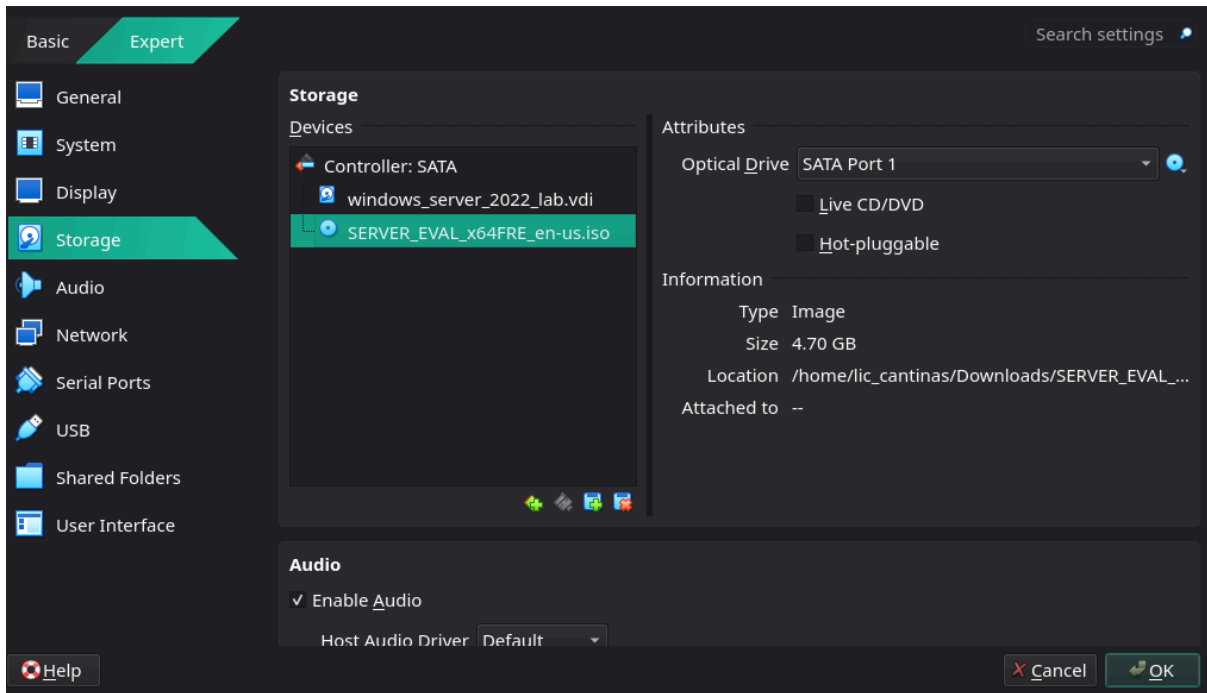 Basic
Expert
Search settings
General
System
Display
Storage
Audio
Network
Serial Ports
USB
Shared Folders
User Interface
Storage
Devices
Controller: SATA
windows_server_2022_lab.vdi
SERVER_EVAL_x64FRE_en-us.iso
Attributes
Optical Drive SATA Port 1
Live CD/DVD
Hot-pluggable
Information
Type Image
Size 4.70 GB
Location /home/lic_cantinas/Downloads/SERVER_EVAL_...
Attached to --
Audio
Enable Audio
Host Audio Driver Default
Help
Cancel
OK